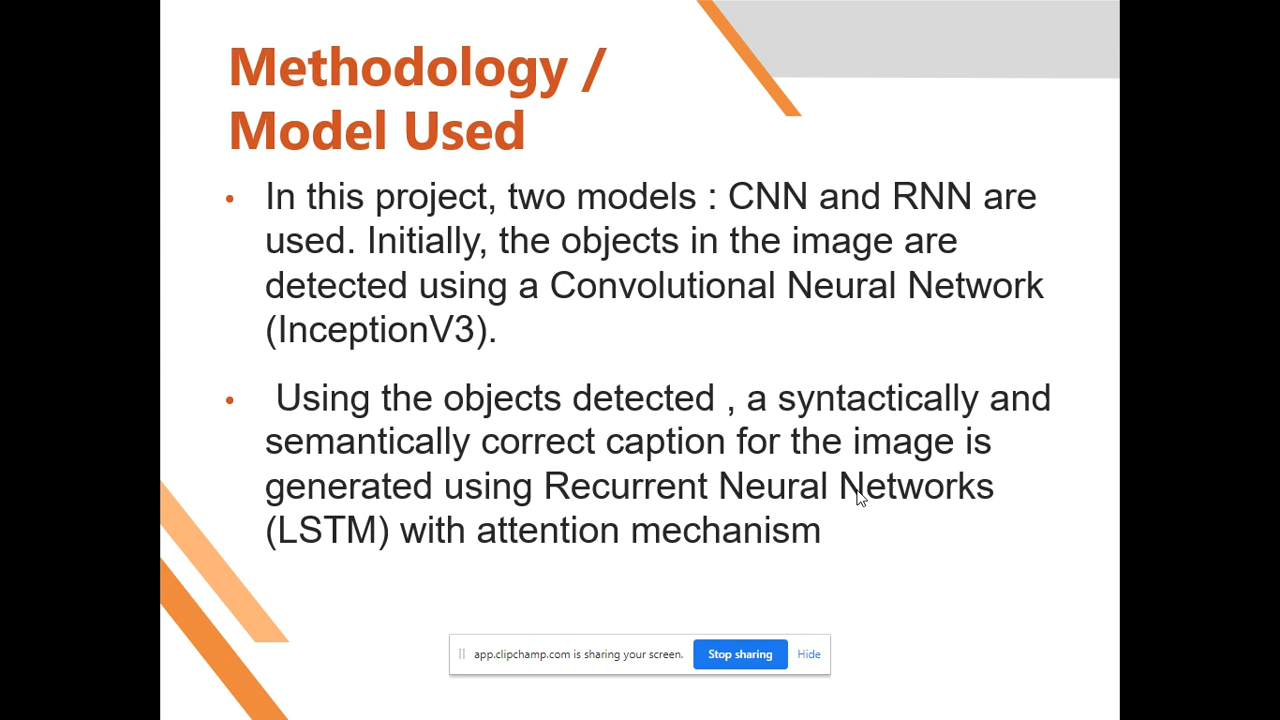 Methodology /
Model Used
• In this project, two models : CNN and RNN are
used. Initially, the objects in the image are
detected using a Convolutional Neural Network
(InceptionV3).
• Using the objects detected , a syntactically and
semantically correct caption for the image is
generated using Recurrent Neural Networks
(LSTM) with attention mechanism
app.clipchamp.com is sharing your screen. Stop sharing Hide